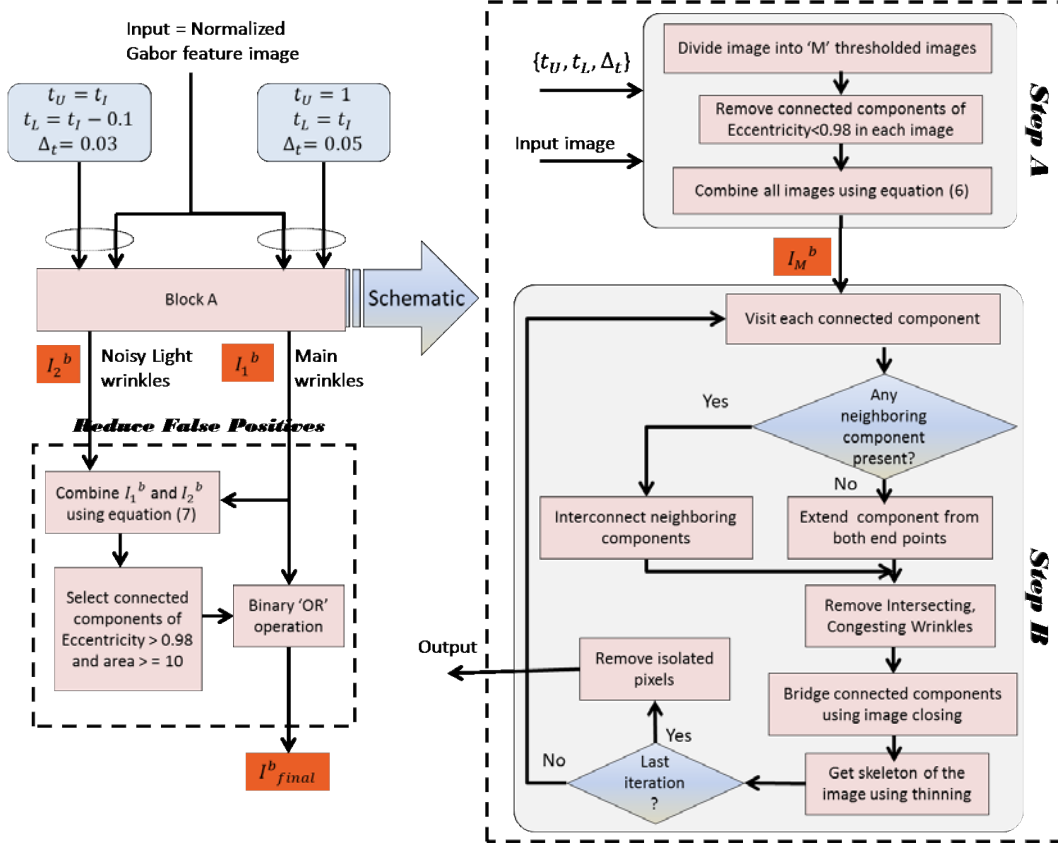 Input = Normalized
Gabor feature image
t_U = t_I
t_L = t_I − 0.1
Δ_t = 0.03
t_U = 1
t_L = t_I
Δ_t = 0.05
Block A
Schematic
I_2^b
Noisy Light
wrinkles
I_1^b
Main
wrinkles
Reduce False Positives
Combine I_1^b and I_2^b
using equation (7)
Select connected
components of
Eccentricity > 0.98
and area > = 10
Binary ‘OR’
operation
I^b_final
{t_U, t_L, Δ_t}
Input image
Divide image into ‘M’ thresholded images
Remove connected components of
Eccentricity<0.98 in each image
Combine all images using equation (6)
Step A
I_M^b
Visit each connected component
Any
neighboring
component
present?
Yes
No
Interconnect neighboring
components
Extend component from
both end points
Remove Intersecting,
Congesting Wrinkles
Bridge connected components
using image closing
Get skeleton of the
image using thinning
Last
iteration
?
Yes
No
Remove isolated
pixels
Output
Step B